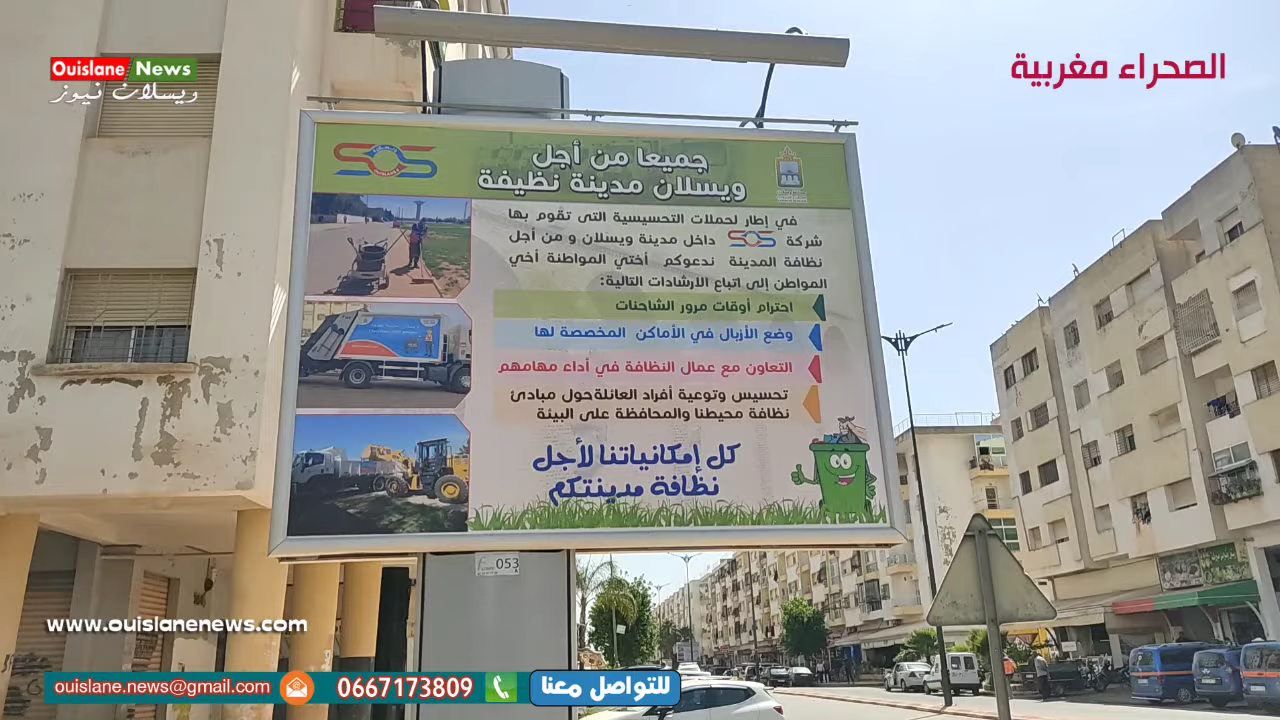 Ouislane News
ويسلان نيوز
الصحراء مغربية
SOS
جميعا من أجل
ويسلان مدينة نظيفة
في إطار لحملات التحسيسية التى تقوم بها
شركة SOS داخل مدينة ويسلان و من أجل
نظافة المدينة ندعوكم أختي المواطنة أخي
المواطن إلى اتباع الأرشادات التالية:
احترام أوقات مرور الشاحنات
وضع الأزبال في الأماكن المخصصة لها
التعاون مع عمال النظافة في أداء مهامهم
تحسيس وتوعية أفراد العائلة حول مبادئ
نظافة محيطنا والمحافظة على البيئة
كل إمكانياتنا لأجل
نظافة مدينتكم
053
www.ouislanenews.com
ouislane.news@gmail.com
0667173809
للتواصل معنا